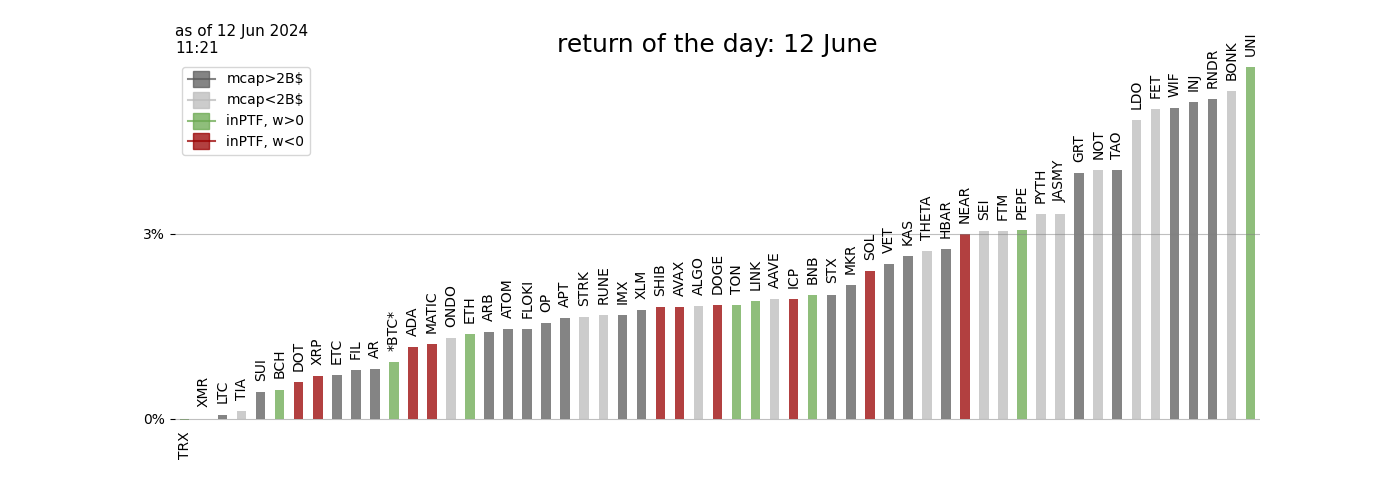 as of 12 Jun 2024
11:21
return of the day: 12 June
mcap>2B$
mcap<2B$
inPTF, w>0
inPTF, w<0
3%
0%
TRX
XMR
LTC
TIA
SUI
BCH
DOT
XRP
ETC
FIL
AR
*BTC*
ADA
MATIC
ONDO
ETH
ARB
ATOM
FLOKI
OP
APT
STRK
RUNE
IMX
XLM
SHIB
AVAX
ALGO
DOGE
TON
LINK
AAVE
ICP
BNB
STX
MKR
SOL
VET
KAS
THETA
HBAR
NEAR
SEI
FTM
PEPE
PYTH
JASMY
GRT
NOT
TAO
LDO
FET
WIF
INJ
RNDR
BONK
UNI